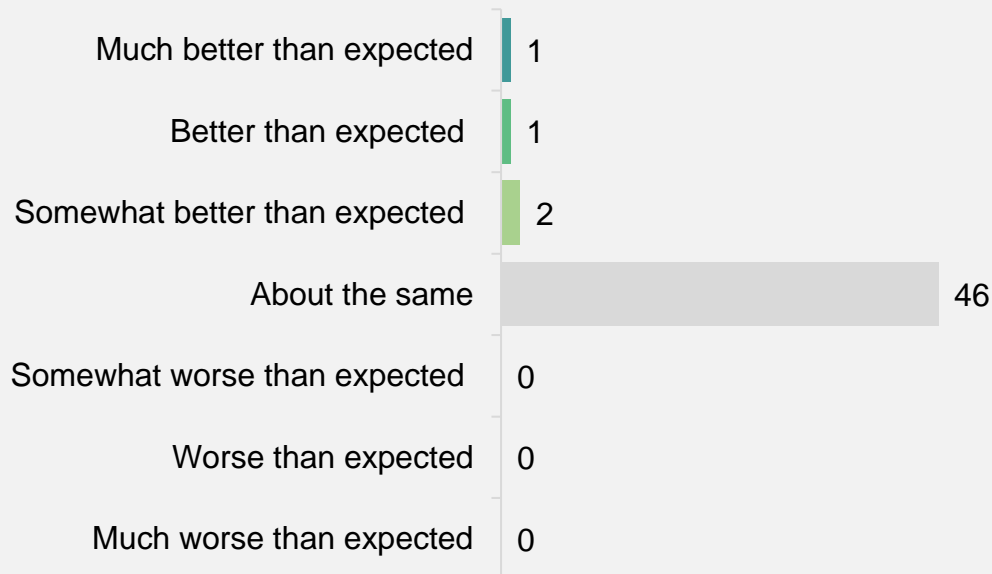 Much better than expected 1
Better than expected 1
Somewhat better than expected 2
About the same 46
Somewhat worse than expected 0
Worse than expected 0
Much worse than expected 0